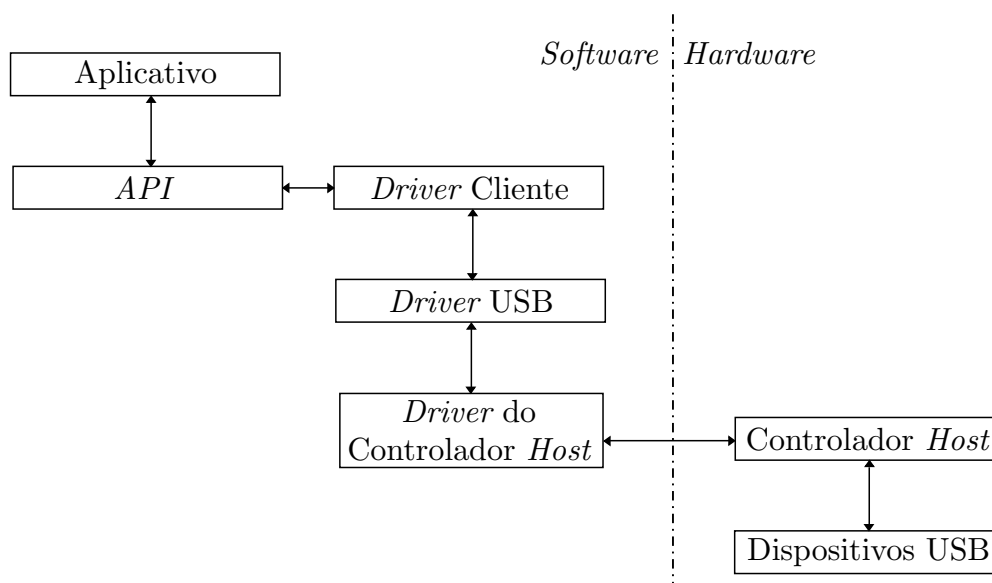 Software Hardware
Aplicativo
API
Driver Cliente
Driver USB
Driver do
Controlador Host
Controlador Host
Dispositivos USB